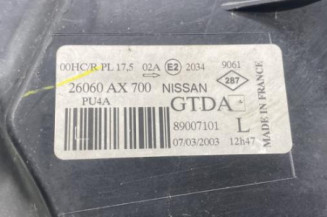 00HC/R PL 17,5 02A → E2 2034 9061
2B7
26060 AX 700 NISSAN
PU4A GTDA
89007101 L
07/03/2003 12h47
MADE IN FRANCE